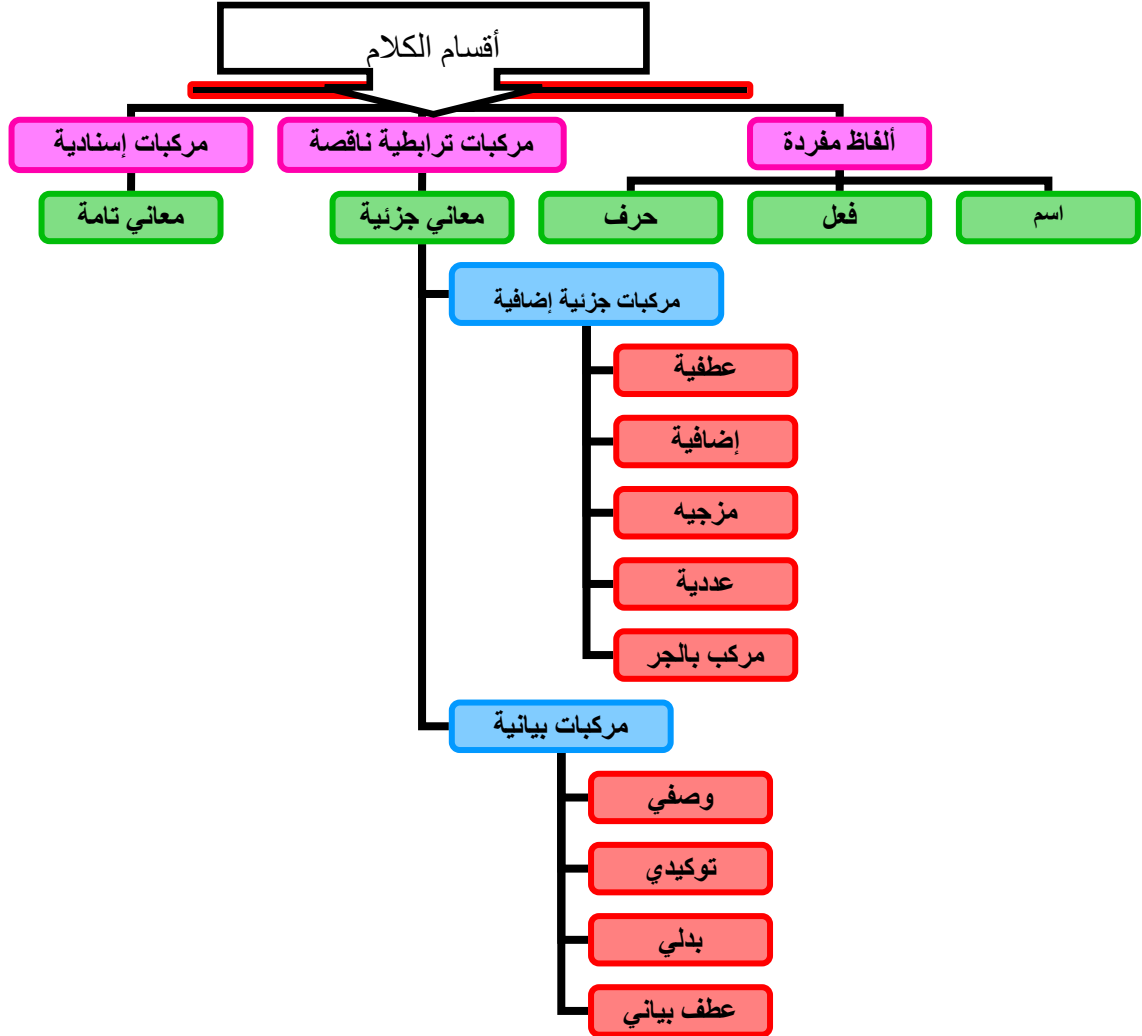 أقسام الكلام
ألفاظ مفردة
مركبات ترابطية ناقصة
مركبات إسنادية
اسم
فعل
حرف
معاني جزئية
معاني تامة
مركبات جزئية إضافية
عطفية
إضافية
مزجيه
عددية
مركب بالجر
مركبات بيانية
وصفي
توكيدي
بدلي
عطف بياني